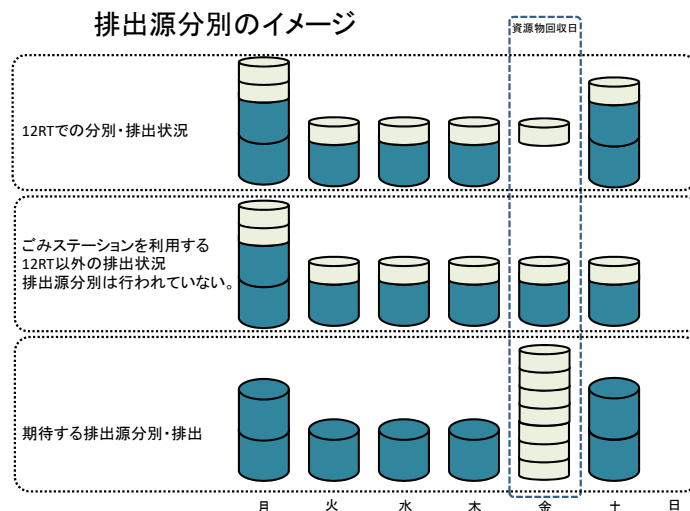 排出源分別のイメージ
資源物回収日
12RTでの分別・排出状況
ごみステーションを利用する
12RT以外の排出状況
排出源分別は行われていない。
期待する排出源分別・排出
月 火 水 木 金 土 日